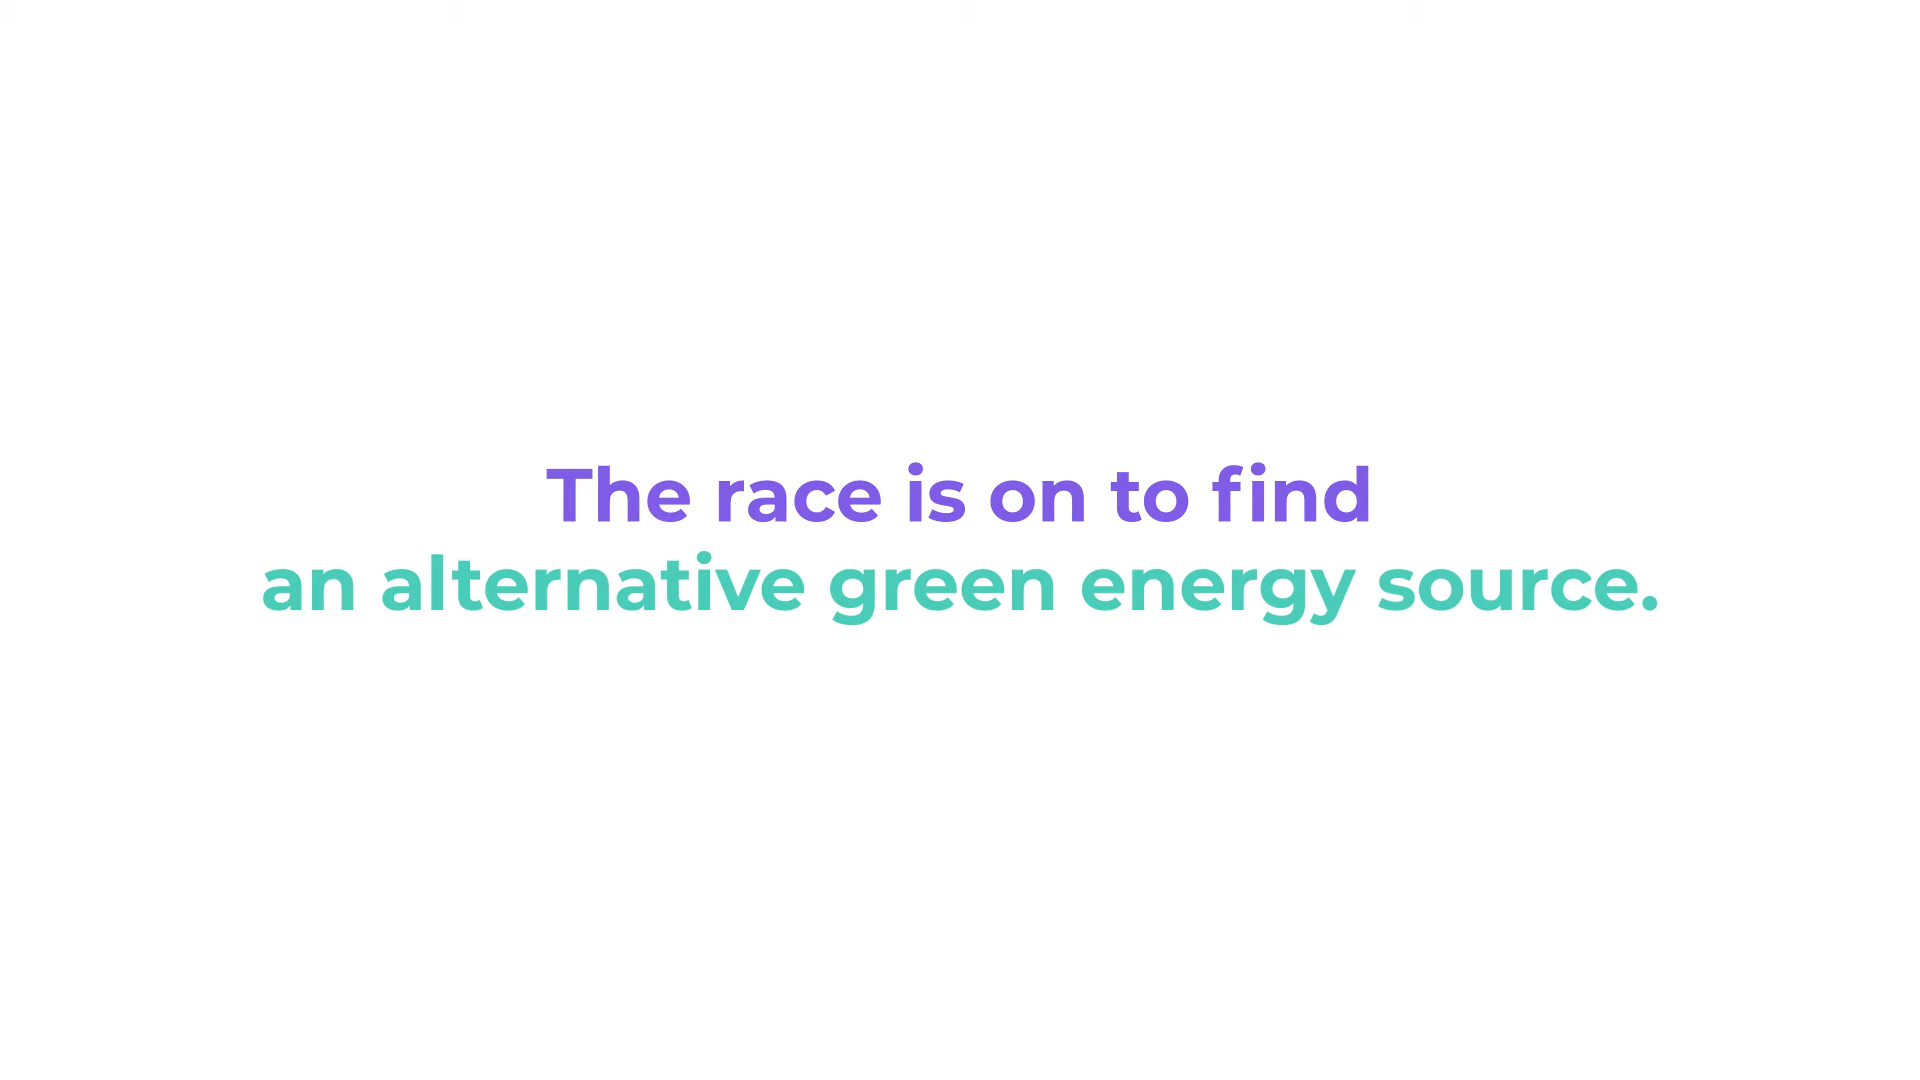 The race is on to find
an alternative green energy source.